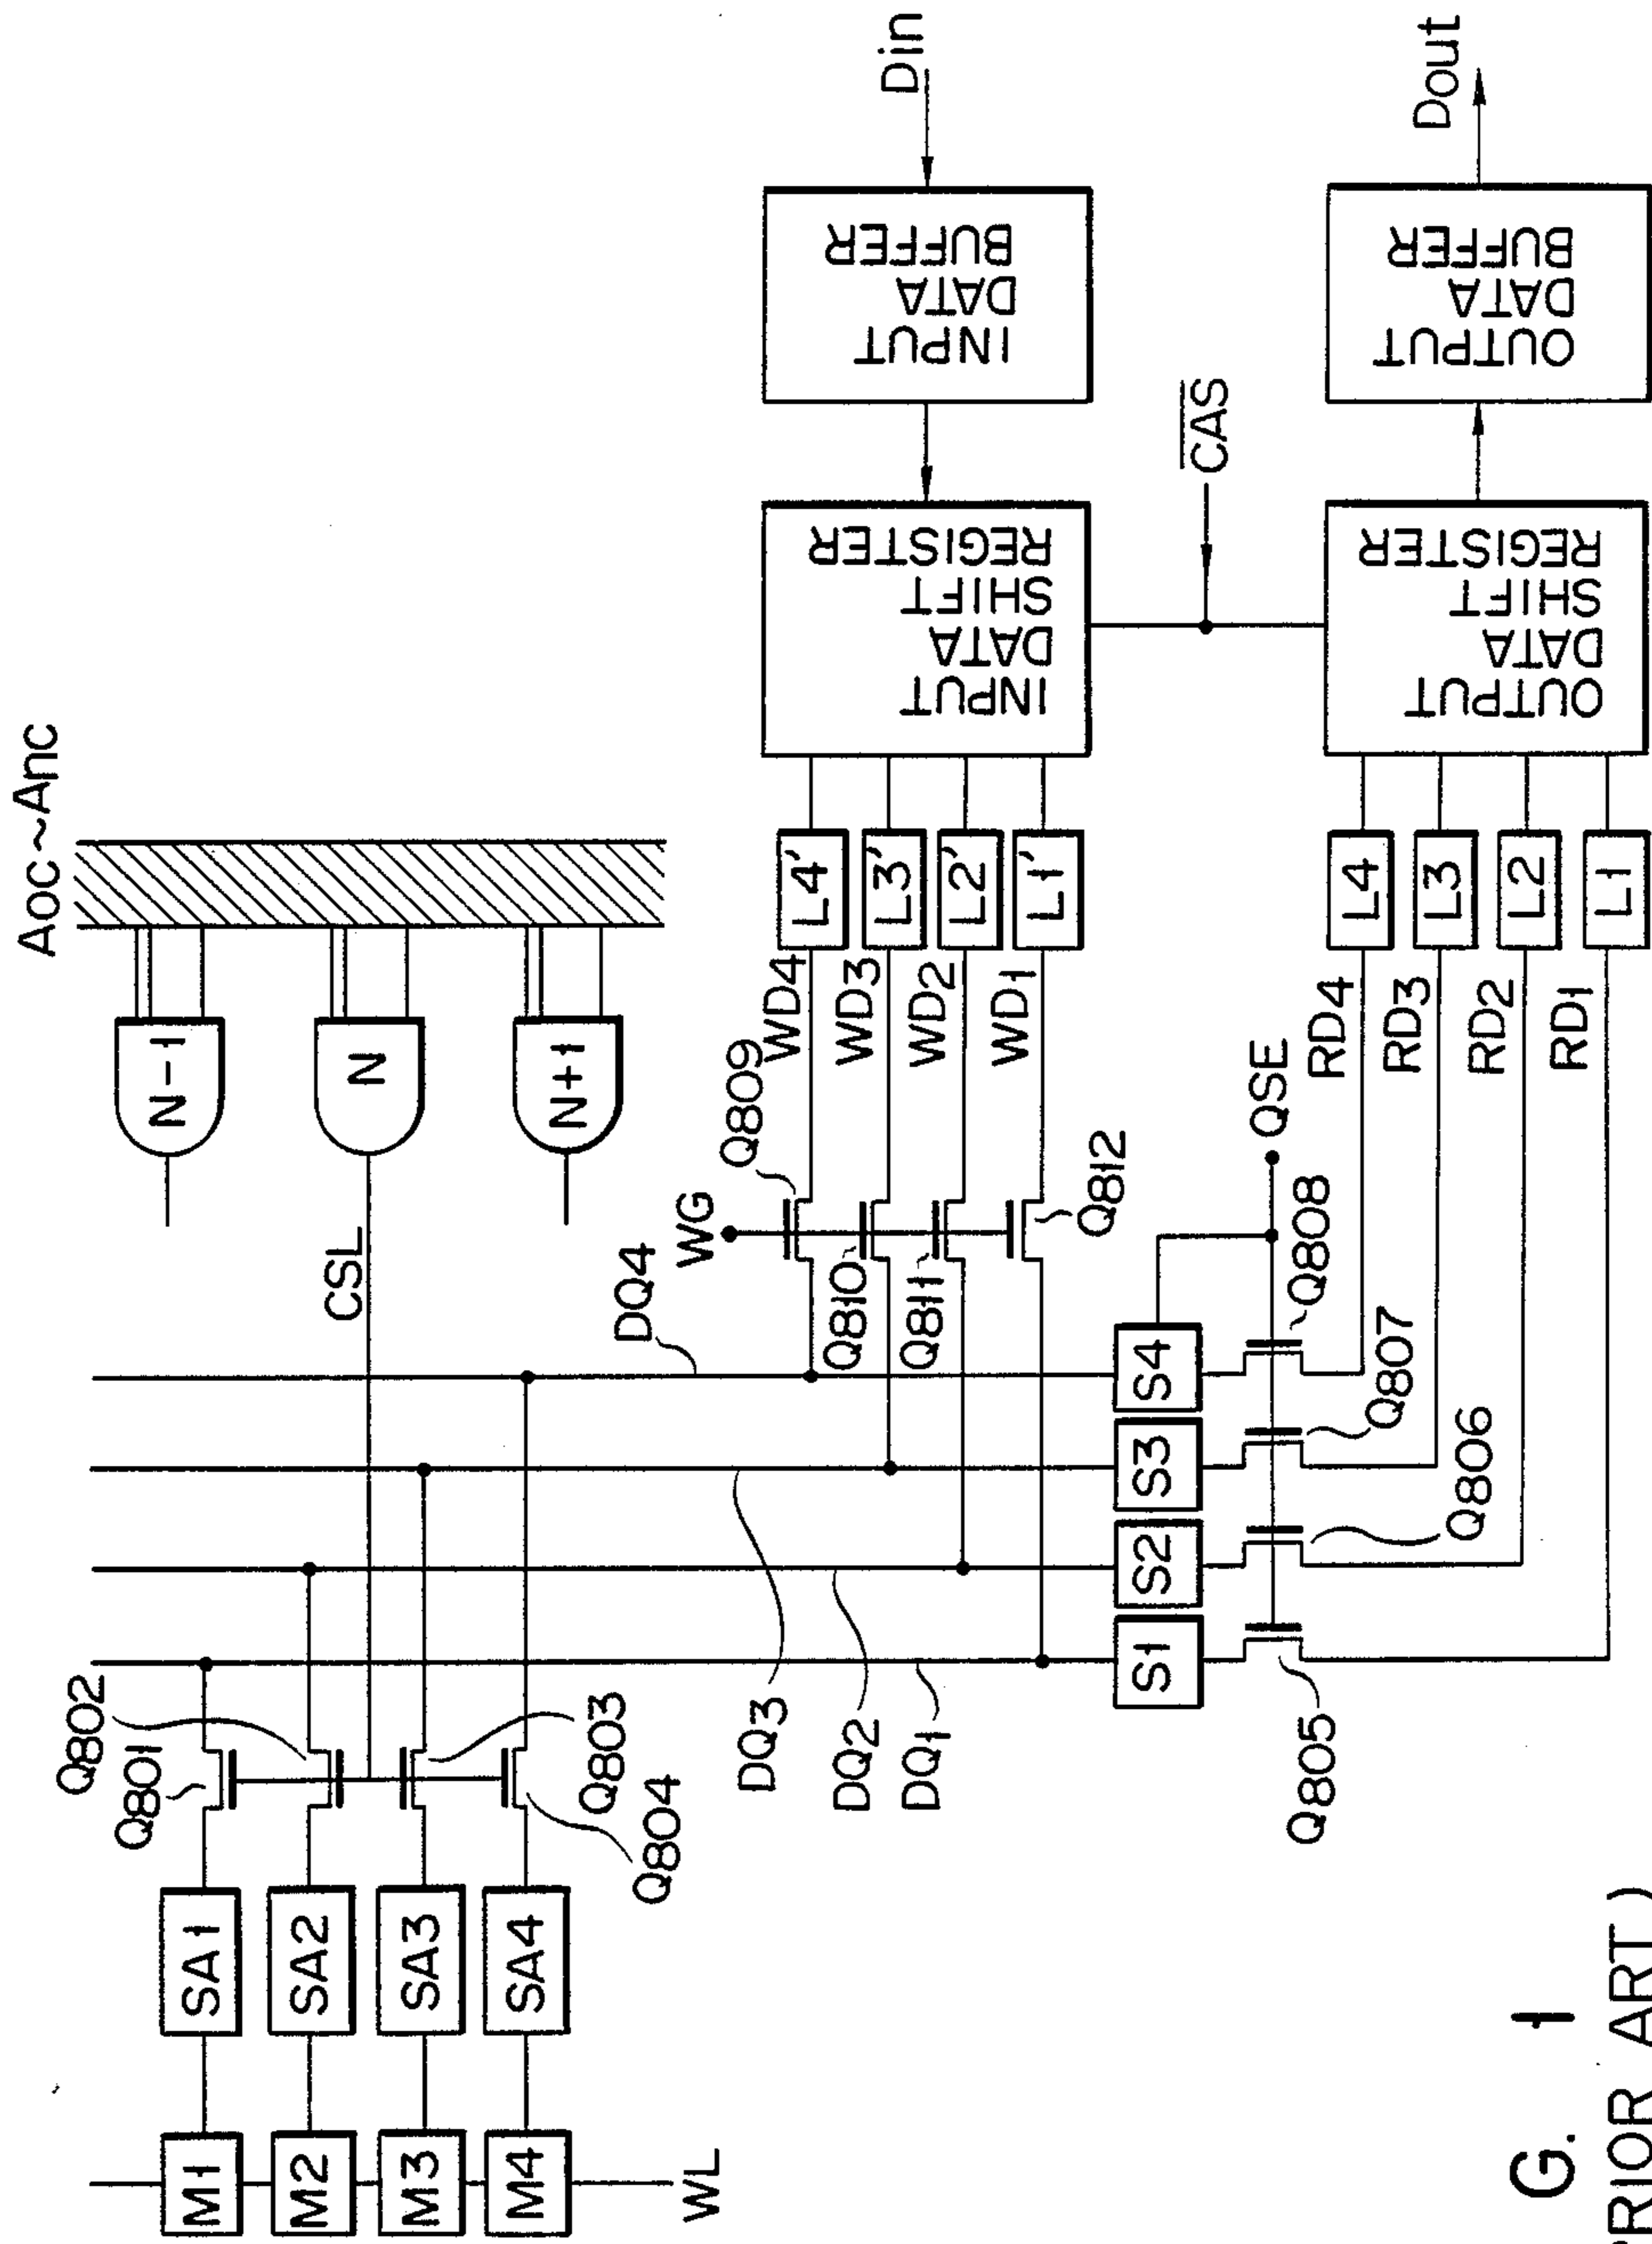 Aoc~Anc
N-1
N
N+1
CSL
M1
M2
M3
M4
WL
SA1
SA2
SA3
SA4
Q801
Q802
Q803
Q804
DQ4
DQ3
DQ2
DQ1
WG
Q809
Q810
Q811
Q812
WD4
WD3
WD2
WD1
L4'
L3'
L2'
L1'
INPUT
DATA
SHIFT
REGISTER
INPUT
DATA
BUFFER
Din
CAS
S1
S2
S3
S4
QSE
Q805
Q806
Q807
Q808
RD4
RD3
RD2
RD1
L4
L3
L2
L1
OUTPUT
DATA
SHIFT
REGISTER
OUTPUT
DATA
BUFFER
Dout
G. 1
PRIOR ART)